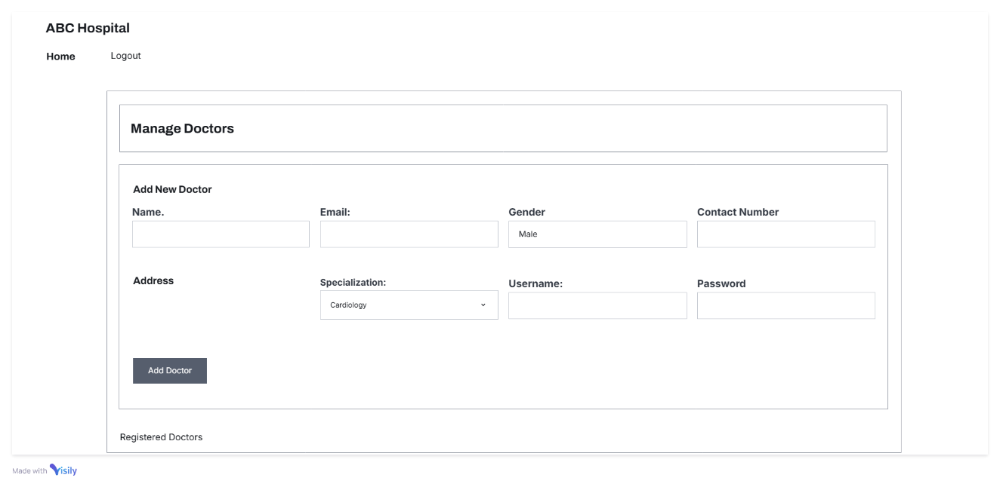 ABC Hospital
Home Logout
Manage Doctors
Add New Doctor
Name. Email: Gender Contact Number
Male
Address Specialization: Username: Password
Cardiology
Add Doctor
Registered Doctors
Made with Visily